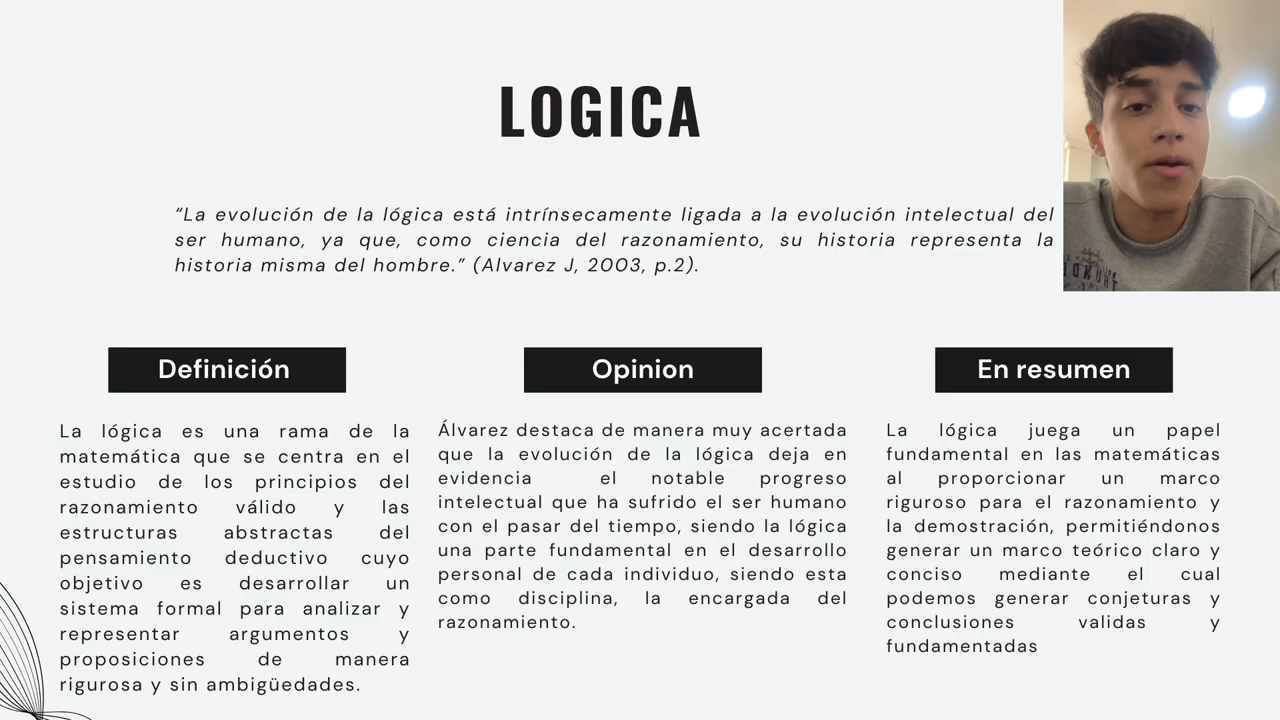 LOGICA
“La evolución de la lógica está intrínsecamente ligada a la evolución intelectual del
ser humano, ya que, como ciencia del razonamiento, su historia representa la
historia misma del hombre.” (Alvarez J, 2003, p.2).
Definición
La lógica es una rama de la
matemática que se centra en el
estudio de los principios del
razonamiento válido y las
estructuras abstractas del
pensamiento deductivo cuyo
objetivo es desarrollar un
sistema formal para analizar y
representar argumentos y
proposiciones de manera
rigurosa y sin ambigüedades.
Opinion
Álvarez destaca de manera muy acertada
que la evolución de la lógica deja en
evidencia el notable progreso
intelectual que ha sufrido el ser humano
con el pasar del tiempo, siendo la lógica
una parte fundamental en el desarrollo
personal de cada individuo, siendo esta
como disciplina, la encargada del
razonamiento.
En resumen
La lógica juega un papel
fundamental en las matemáticas
al proporcionar un marco
riguroso para el razonamiento y
la demostración, permitiéndonos
generar un marco teórico claro y
conciso mediante el cual
podemos generar conjeturas y
conclusiones validas y
fundamentadas